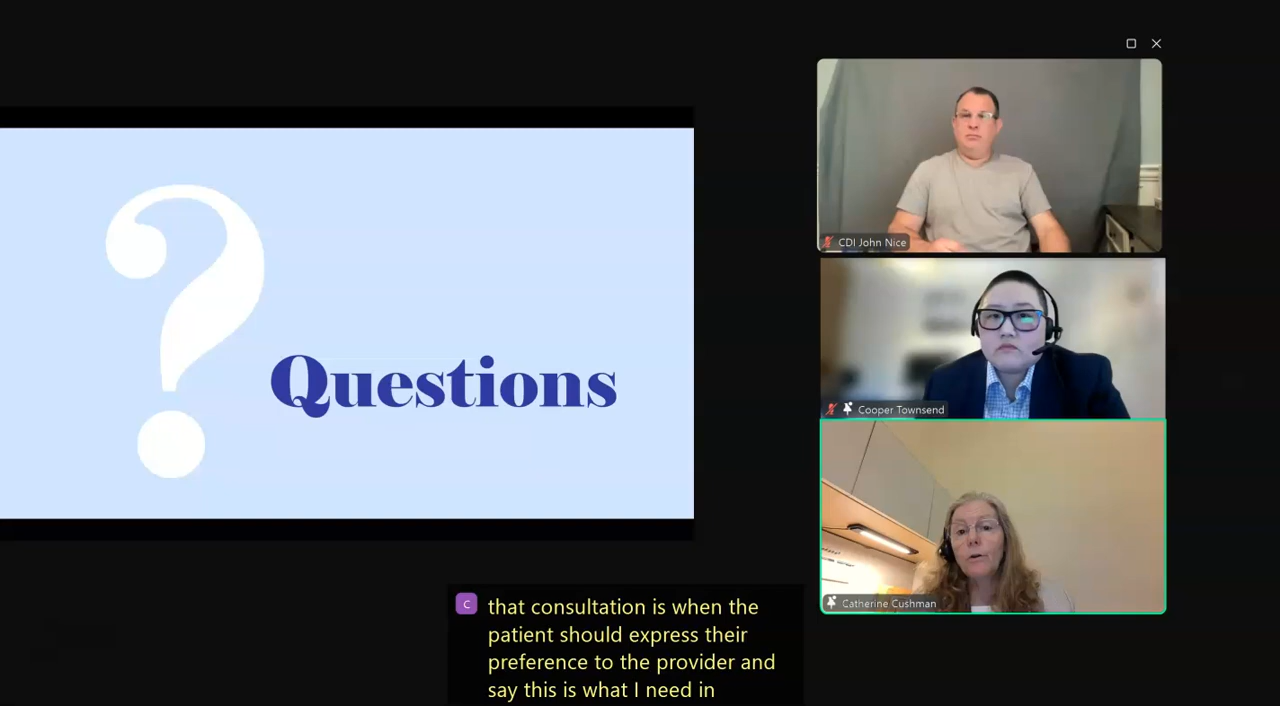 ?
Questions
CDI John Nice
Cooper Townsend
Catherine Cushman
C
that consultation is when the
patient should express their
preference to the provider and
say this is what I need in